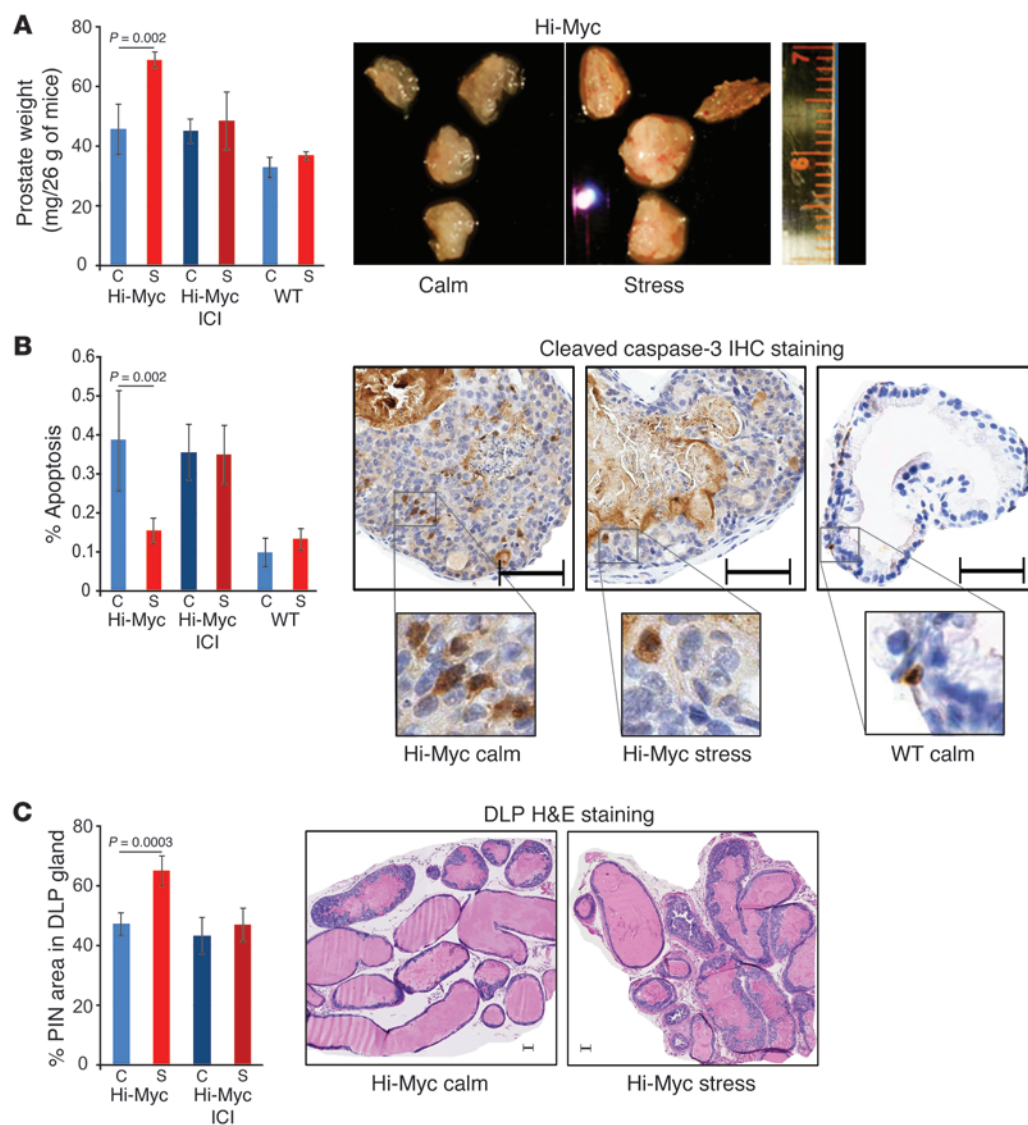 A
Hi-Myc
80
60
40
20
0
Prostate weight
(mg/26 g of mice)
P = 0.002
C S C S C S
Hi-Myc Hi-Myc WT
ICI
Calm Stress
7
6
B
Cleaved caspase-3 IHC staining
0.6
0.5
0.4
0.3
0.2
0.1
0
% Apoptosis
P = 0.002
C S C S C S
Hi-Myc Hi-Myc WT
ICI
Hi-Myc calm Hi-Myc stress WT calm
C
DLP H&E staining
80
60
40
20
0
% PIN area in DLP gland
P = 0.0003
C S C S
Hi-Myc Hi-Myc
ICI
Hi-Myc calm Hi-Myc stress